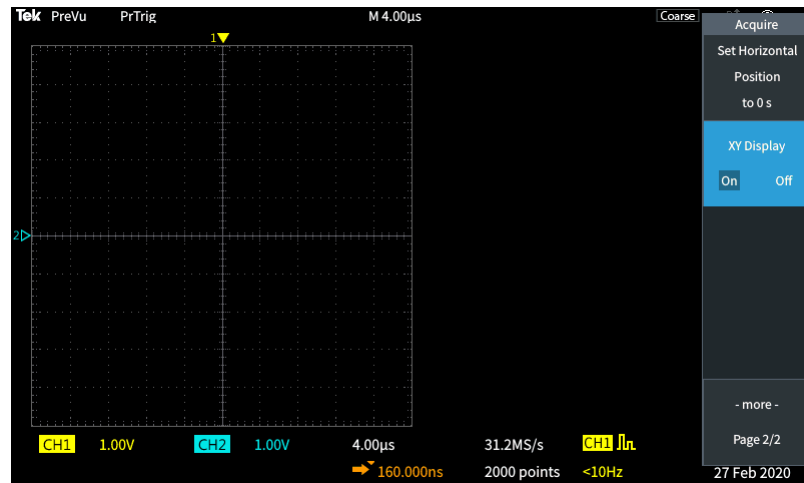 Tek PreVu PrTrig M 4.00µs Coarse
Acquire
Set Horizontal
Position
to 0 s
XY Display
On Off
1
2
- more -
Page 2/2
CH1 1.00V CH2 1.00V 4.00µs 31.2MS/s CH1
160.000ns 2000 points <10Hz
27 Feb 2020